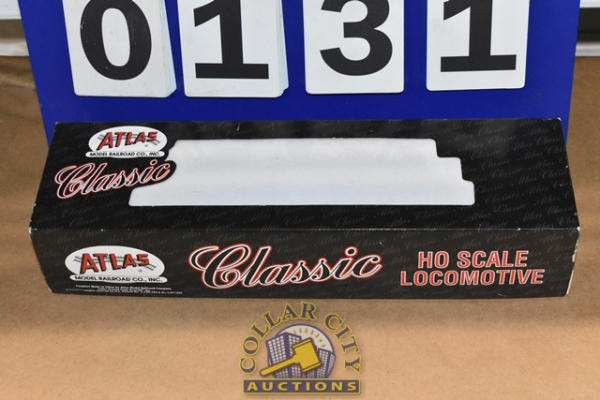 0131
ATLAS
MODEL RAILROAD CO., INC.
Classic
ATLAS
MODEL RAILROAD CO., INC.
Classic
HO SCALE
LOCOMOTIVE
COLLAR CITY
AUCTIONS